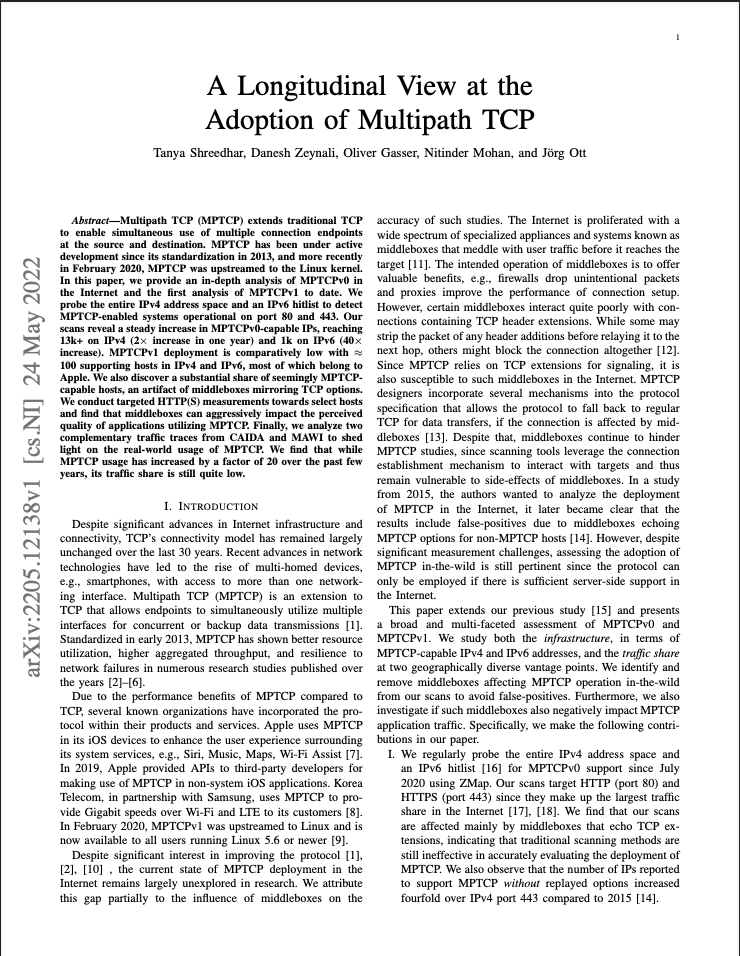 1
A Longitudinal View at the
Adoption of Multipath TCP
Tanya Shreedhar, Danesh Zeynali, Oliver Gasser, Nitinder Mohan, and Jörg Ott
arXiv:2205.12138v1 [cs.NI] 24 May 2022
Abstract—Multipath TCP (MPTCP) extends traditional TCP
to enable simultaneous use of multiple connection endpoints
at the source and destination. MPTCP has been under active
development since its standardization in 2013, and more recently
in February 2020, MPTCP was upstreamed to the Linux kernel.
In this paper, we provide an in-depth analysis of MPTCPv0 in
the Internet and the first analysis of MPTCPv1 to date. We
probe the entire IPv4 address space and an IPv6 hitlist to detect
MPTCP-enabled systems operational on port 80 and 443. Our
scans reveal a steady increase in MPTCPv0-capable IPs, reaching
13k+ on IPv4 (2× increase in one year) and 1k on IPv6 (40×
increase). MPTCPv1 deployment is comparatively low with ≈
100 supporting hosts in IPv4 and IPv6, most of which belong to
Apple. We also discover a substantial share of seemingly MPTCP-
capable hosts, an artifact of middleboxes mirroring TCP options.
We conduct targeted HTTP(S) measurements towards select hosts
and find that middleboxes can aggressively impact the perceived
quality of applications utilizing MPTCP. Finally, we analyze two
complementary traffic traces from CAIDA and MAWI to shed
light on the real-world usage of MPTCP. We find that while
MPTCP usage has increased by a factor of 20 over the past few
years, its traffic share is still quite low.
I. INTRODUCTION
Despite significant advances in Internet infrastructure and
connectivity, TCP's connectivity model has remained largely
unchanged over the last 30 years. Recent advances in network
technologies have led to the rise of multi-homed devices,
e.g., smartphones, with access to more than one network-
ing interface. Multipath TCP (MPTCP) is an extension to
TCP that allows endpoints to simultaneously utilize multiple
interfaces for concurrent or backup data transmissions [1].
Standardized in early 2013, MPTCP has shown better resource
utilization, higher aggregated throughput, and resilience to
network failures in numerous research studies published over
the years [2]–[6].
Due to the performance benefits of MPTCP compared to
TCP, several known organizations have incorporated the pro-
tocol within their products and services. Apple uses MPTCP
in its iOS devices to enhance the user experience surrounding
its system services, e.g., Siri, Music, Maps, Wi-Fi Assist [7].
In 2019, Apple provided APIs to third-party developers for
making use of MPTCP in non-system iOS applications. Korea
Telecom, in partnership with Samsung, uses MPTCP to pro-
vide Gigabit speeds over Wi-Fi and LTE to its customers [8].
In February 2020, MPTCPv1 was upstreamed to Linux and is
now available to all users running Linux 5.6 or newer [9].
Despite significant interest in improving the protocol [1],
[2], [10] , the current state of MPTCP deployment in the
Internet remains largely unexplored in research. We attribute
this gap partially to the influence of middleboxes on the
accuracy of such studies. The Internet is proliferated with a
wide spectrum of specialized appliances and systems known as
middleboxes that meddle with user traffic before it reaches the
target [11]. The intended operation of middleboxes is to offer
valuable benefits, e.g., firewalls drop unintentional packets
and proxies improve the performance of connection setup.
However, certain middleboxes interact quite poorly with con-
nections containing TCP header extensions. While some may
strip the packet of any header additions before relaying it to the
next hop, others might block the connection altogether [12].
Since MPTCP relies on TCP extensions for signaling, it is
also susceptible to such middleboxes in the Internet. MPTCP
designers incorporate several mechanisms into the protocol
specification that allows the protocol to fall back to regular
TCP for data transfers, if the connection is affected by mid-
dleboxes [13]. Despite that, middleboxes continue to hinder
MPTCP studies, since scanning tools leverage the connection
establishment mechanism to interact with targets and thus
remain vulnerable to side-effects of middleboxes. In a study
from 2015, the authors wanted to analyze the deployment
of MPTCP in the Internet, it later became clear that the
results include false-positives due to middleboxes echoing
MPTCP options for non-MPTCP hosts [14]. However, despite
significant measurement challenges, assessing the adoption of
MPTCP in-the-wild is still pertinent since the protocol can
only be employed if there is sufficient server-side support in
the Internet.
This paper extends our previous study [15] and presents
a broad and multi-faceted assessment of MPTCPv0 and
MPTCPv1. We study both the infrastructure, in terms of
MPTCP-capable IPv4 and IPv6 addresses, and the traffic share
at two geographically diverse vantage points. We identify and
remove middleboxes affecting MPTCP operation in-the-wild
from our scans to avoid false-positives. Furthermore, we also
investigate if such middleboxes also negatively impact MPTCP
application traffic. Specifically, we make the following contri-
butions in our paper.
I. We regularly probe the entire IPv4 address space and
an IPv6 hitlist [16] for MPTCPv0 support since July
2020 using ZMap. Our scans target HTTP (port 80) and
HTTPS (port 443) since they make up the largest traffic
share in the Internet [17], [18]. We find that our scans
are affected mainly by middleboxes that echo TCP ex-
tensions, indicating that traditional scanning methods are
still ineffective in accurately evaluating the deployment of
MPTCP. We also observe that the number of IPs reported
to support MPTCP without replayed options increased
fourfold over IPv4 port 443 compared to 2015 [14].